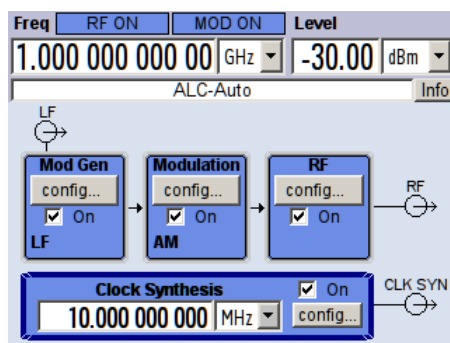 Freq RF ON MOD ON Level
1.000 000 000 00 GHz -30.00 dBm
ALC-Auto Info
LF
Mod Gen Modulation RF
config... config... config... RF
On On On
LF AM
Clock Synthesis On CLK SYN
10.000 000 000 MHz config...